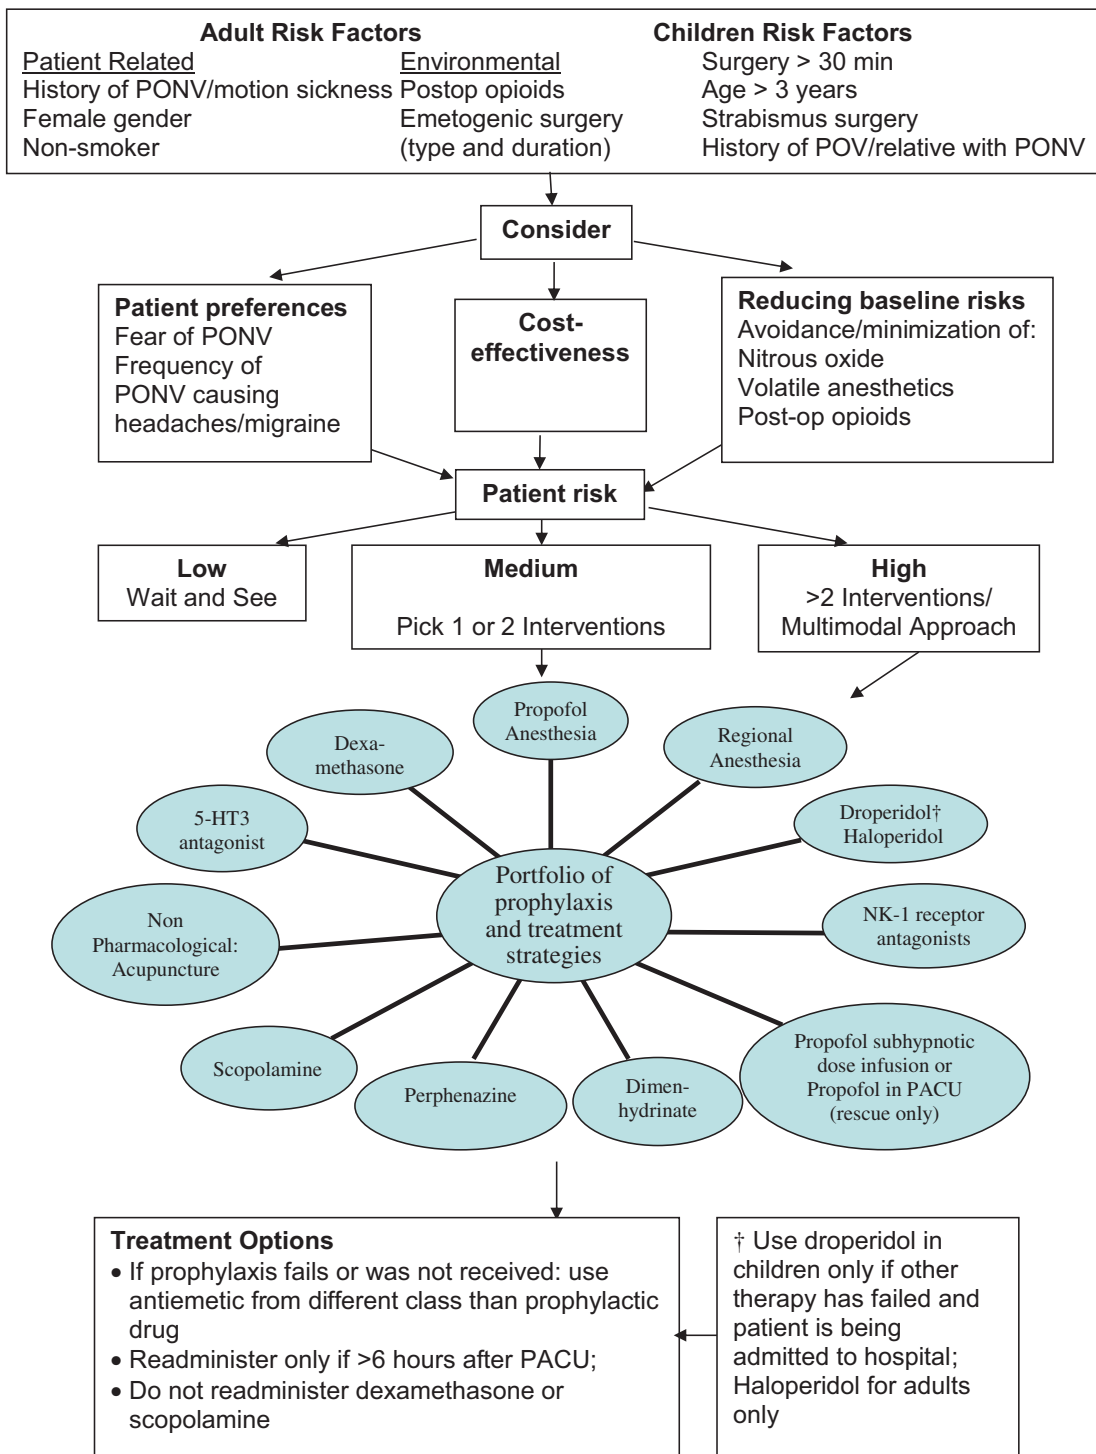 Adult Risk Factors
Patient Related
History of PONV/motion sickness
Female gender
Non-smoker
Environmental
Postop opioids
Emetogenic surgery
(type and duration)
Children Risk Factors
Surgery > 30 min
Age > 3 years
Strabismus surgery
History of POV/relative with PONV
Consider
Patient preferences
Fear of PONV
Frequency of
PONV causing
headaches/migraine
Cost-
effectiveness
Reducing baseline risks
Avoidance/minimization of:
Nitrous oxide
Volatile anesthetics
Post-op opioids
Patient risk
Low
Wait and See
Medium
Pick 1 or 2 Interventions
High
>2 Interventions/
Multimodal Approach
Propofol
Anesthesia
Dexa-
methasone
Regional
Anesthesia
5-HT3
antagonist
Droperidol†
Haloperidol
Portfolio of
prophylaxis
and treatment
strategies
Non
Pharmacological:
Acupuncture
NK-1 receptor
antagonists
Scopolamine
Perphenazine
Dimen-
hydrinate
Propofol subhypnotic
dose infusion or
Propofol in PACU
(rescue only)
Treatment Options
• If prophylaxis fails or was not received: use
antiemetic from different class than prophylactic
drug
• Readminister only if >6 hours after PACU;
• Do not readminister dexamethasone or
scopolamine
† Use droperidol in
children only if other
therapy has failed and
patient is being
admitted to hospital;
Haloperidol for adults
only